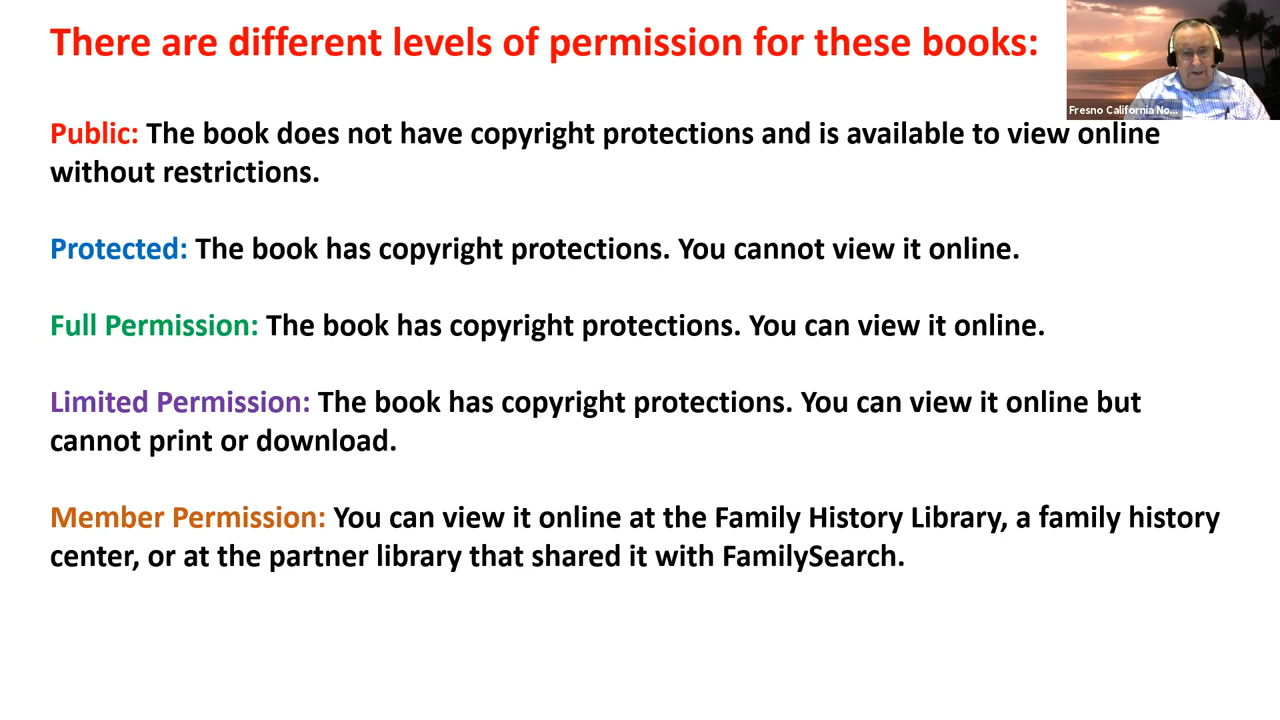 There are different levels of permission for these books:
Fresno California No...
Public: The book does not have copyright protections and is available to view online
without restrictions.
Protected: The book has copyright protections. You cannot view it online.
Full Permission: The book has copyright protections. You can view it online.
Limited Permission: The book has copyright protections. You can view it online but
cannot print or download.
Member Permission: You can view it online at the Family History Library, a family history
center, or at the partner library that shared it with FamilySearch.